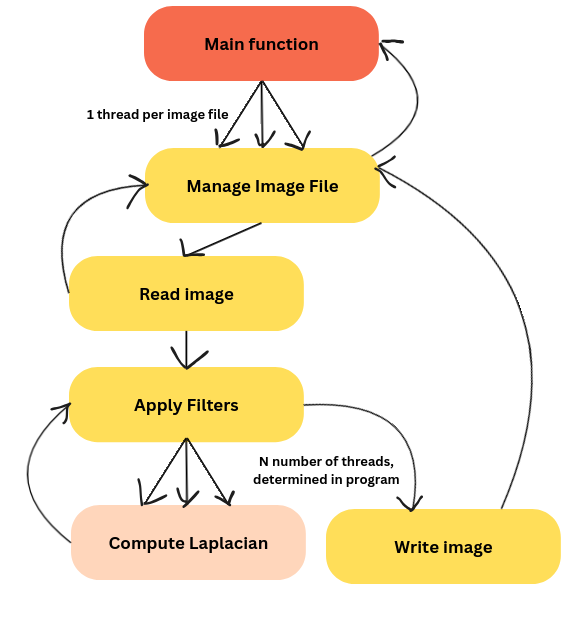 Main function
1 thread per image file
Manage Image File
Read image
Apply Filters
N number of threads,
determined in program
Compute Laplacian
Write image